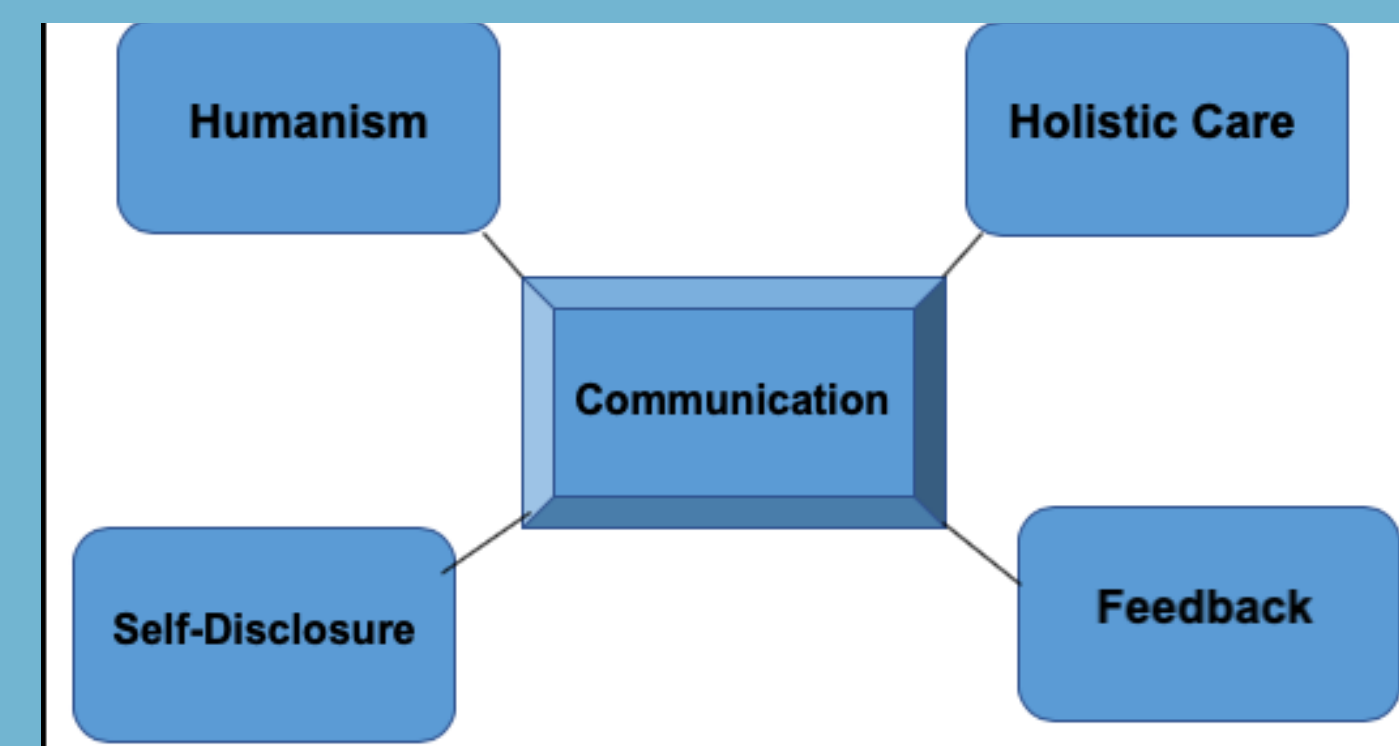 Humanism
Holistic Care
Communication
Self-Disclosure
Feedback